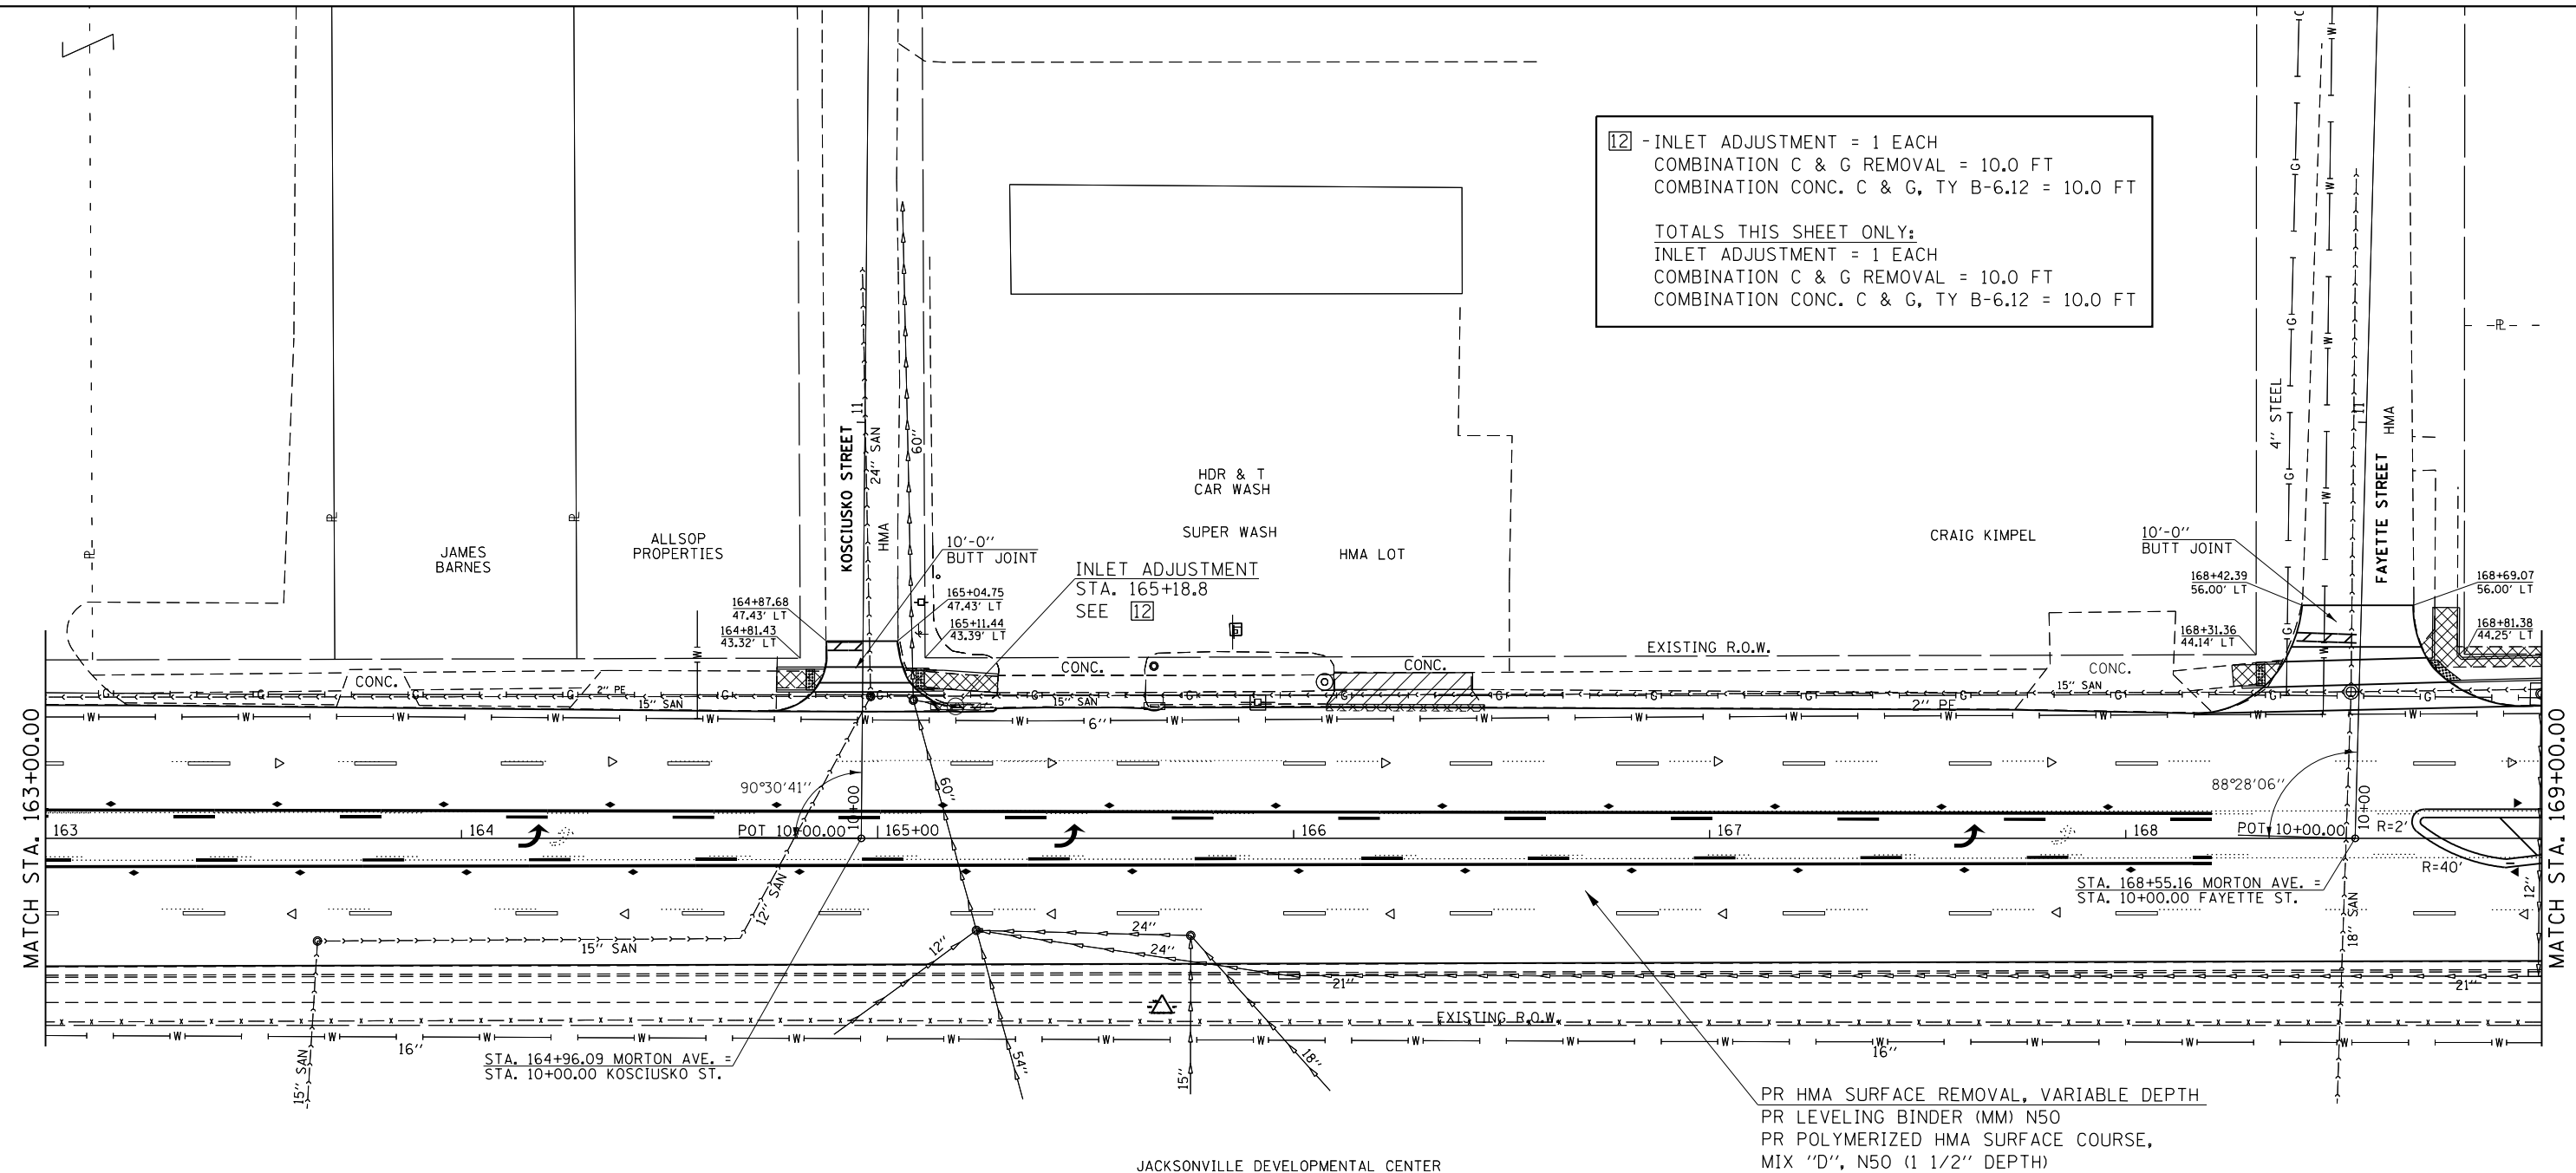 12 - INLET ADJUSTMENT = 1 EACH
COMBINATION C & G REMOVAL = 10.0 FT
COMBINATION CONC. C & G, TY B-6.12 = 10.0 FT
TOTALS THIS SHEET ONLY:
INLET ADJUSTMENT = 1 EACH
COMBINATION C & G REMOVAL = 10.0 FT
COMBINATION CONC. C & G, TY B-6.12 = 10.0 FT
JAMES
BARNES
ALLSOP
PROPERTIES
KOSCIUSKO STREET
11
24" SAN
HMA
60"
10'-0"
BUTT JOINT
INLET ADJUSTMENT
STA. 165+18.8
SEE 12
HDR & T
CAR WASH
SUPER WASH
HMA LOT
CRAIG KIMPEL
4" STEEL
11
HMA
FAYETTE STREET
10'-0"
BUTT JOINT
164+87.68
47.43' LT
164+81.43
43.32' LT
165+04.75
47.43' LT
165+11.44
43.39' LT
168+42.39
56.00' LT
168+31.36
44.14' LT
168+69.07
56.00' LT
168+81.38
44.25' LT
EXISTING R.O.W.
CONC.
CONC.
CONC.
CONC.
2" PE
15" SAN
15" SAN
15" SAN
2" PE
6"
MATCH STA. 163+00.00
MATCH STA. 169+00.00
90°30'41"
60"
88°28'06"
10+00
10+00
163
164
POT 10+00.00
165+00
166
167
168
POT 10+00.00
R=2'
R=40'
12"
12" SAN
15" SAN
12"
24"
24"
21"
21"
18" SAN
STA. 168+55.16 MORTON AVE. =
STA. 10+00.00 FAYETTE ST.
EXISTING R.O.W.
16"
16"
15" SAN
54"
15"
18"
STA. 164+96.09 MORTON AVE. =
STA. 10+00.00 KOSCIUSKO ST.
PR HMA SURFACE REMOVAL, VARIABLE DEPTH
PR LEVELING BINDER (MM) N50
PR POLYMERIZED HMA SURFACE COURSE,
MIX "D", N50 (1 1/2" DEPTH)
JACKSONVILLE DEVELOPMENTAL CENTER